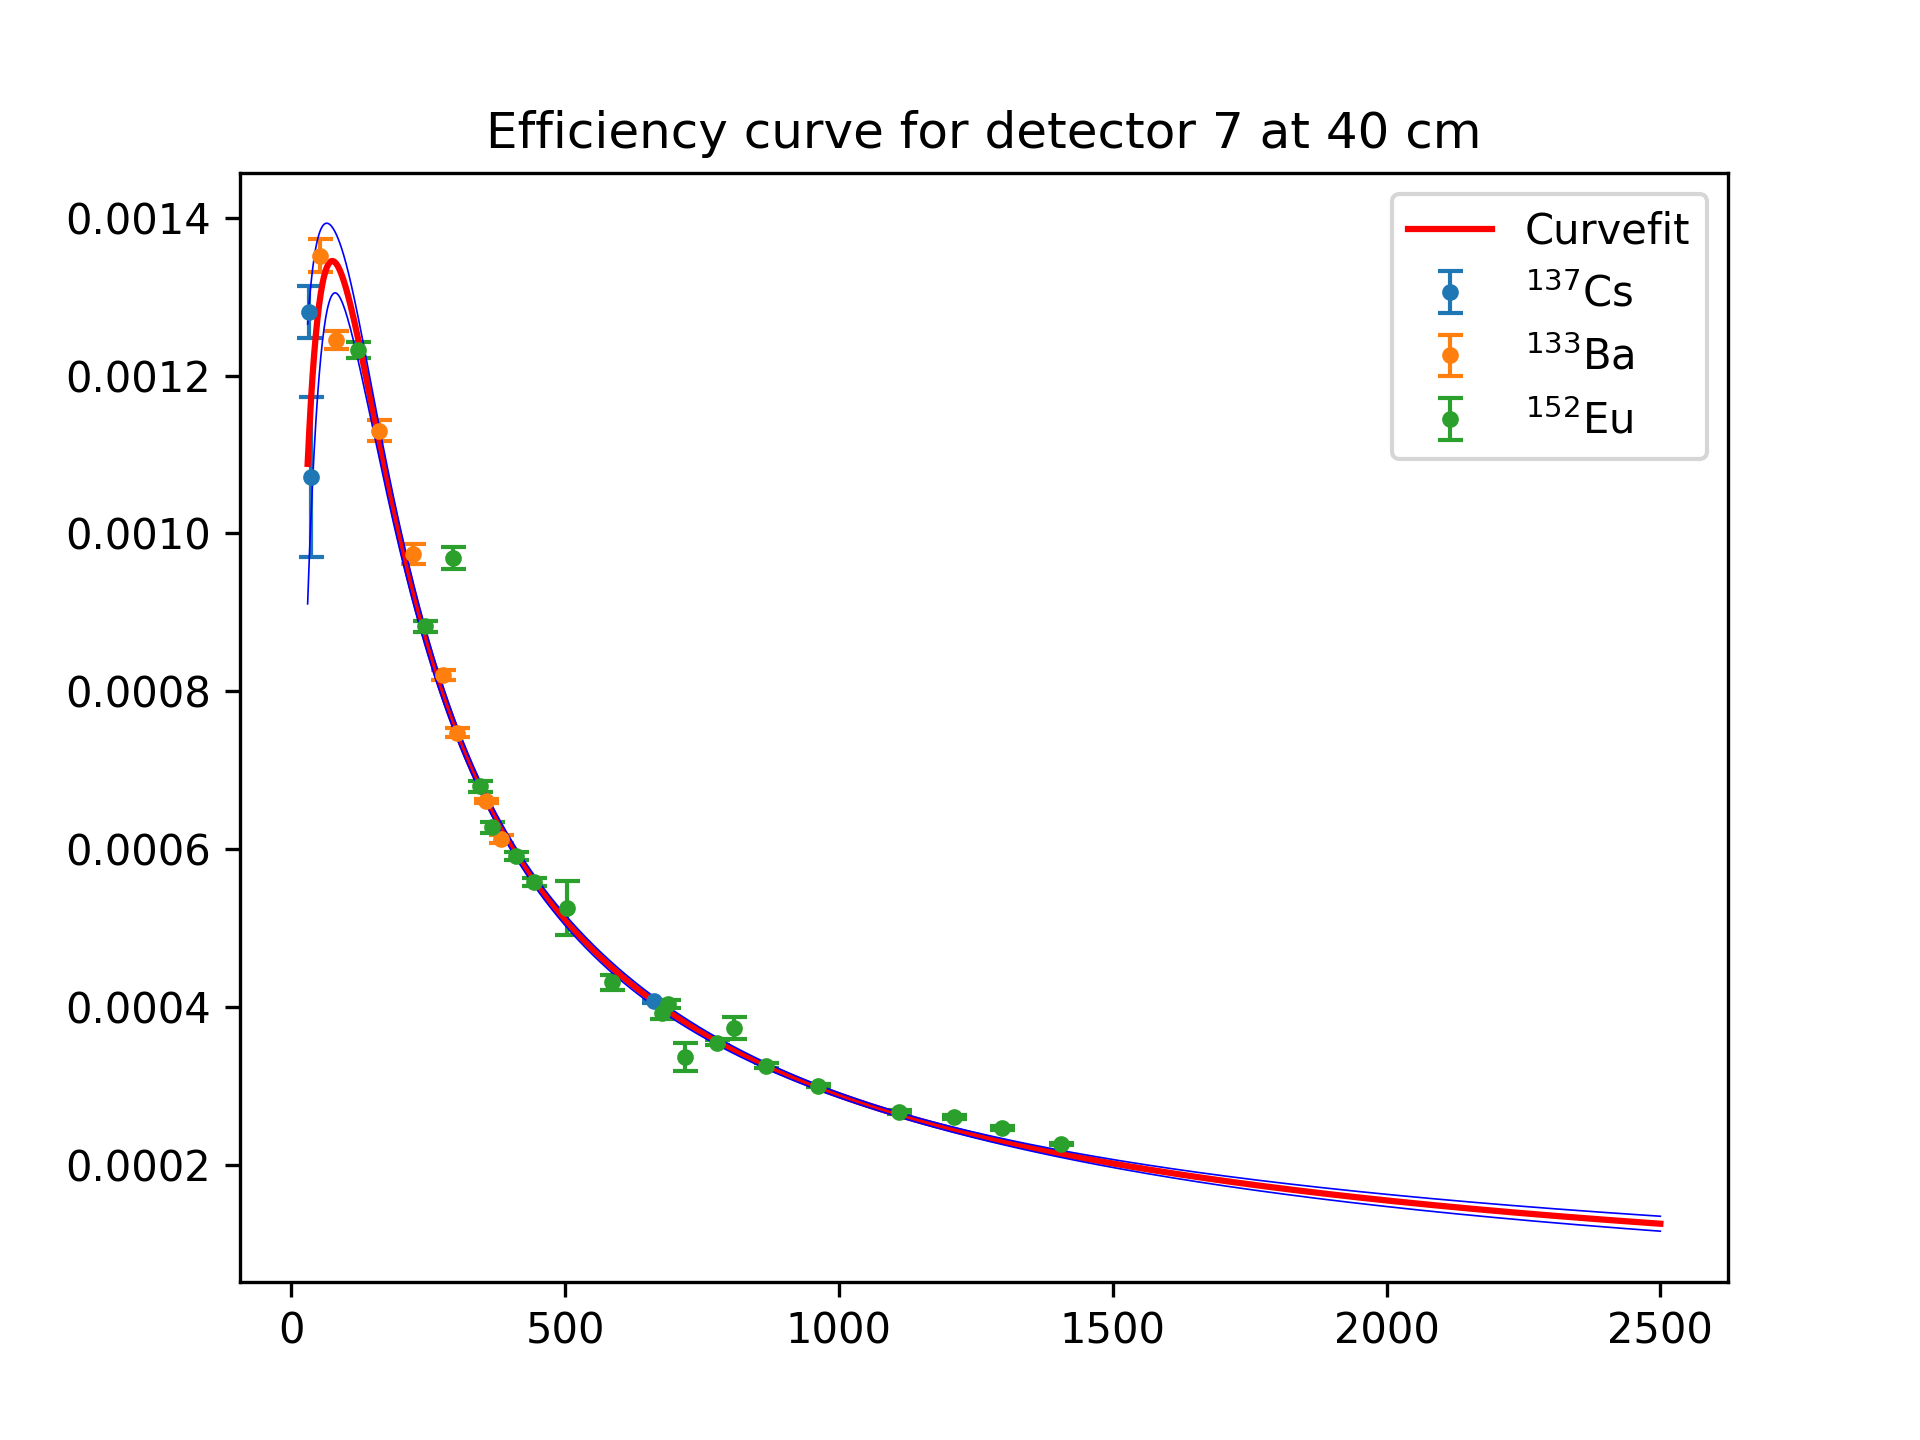 Efficiency curve for detector 7 at 40 cm
Curvefit
¹³⁷Cs
¹³³Ba
¹⁵²Eu
0.0014
0.0012
0.0010
0.0008
0.0006
0.0004
0.0002
0 500 1000 1500 2000 2500